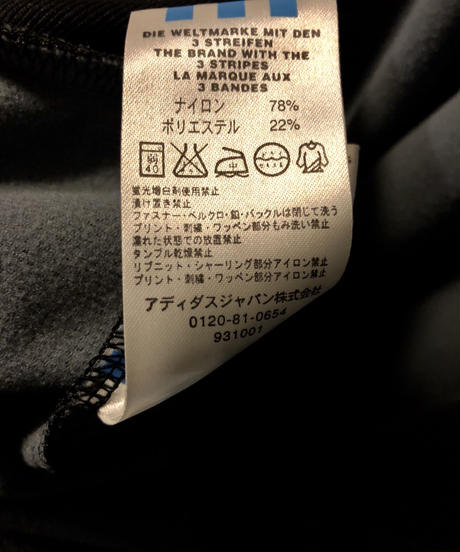 DIE WELTMARKE MIT DEN
3 STREIFEN
THE BRAND WITH THE
3 STRIPES
LA MARQUE AUX
3 BANDES
ナイロン 78%
ポリエステル 22%
弱
40
蛍光増白剤使用禁止
漬け置き禁止
ファスナー・ベルクロ・釦・バックルは閉じて洗う
プリント・刺繍・ワッペン部分もみ洗い禁止
濡れた状態での放置禁止
タンブル乾燥禁止
リブニット・シャーリング部分アイロン禁止
プリント・刺繍・ワッペン部分アイロン禁止
アディダスジャパン株式会社
0120-81-0654
931001